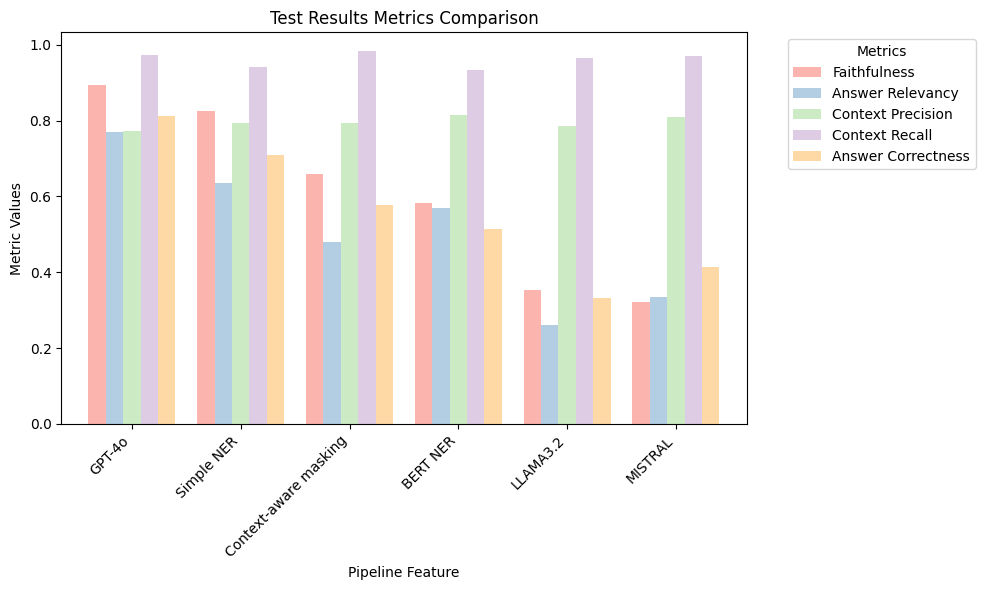 Test Results Metrics Comparison
Metric Values
1.0
0.8
0.6
0.4
0.2
0.0
GPT-4o
Simple NER
Context-aware masking
BERT NER
LLAMA3.2
MISTRAL
Pipeline Feature
Metrics
Faithfulness
Answer Relevancy
Context Precision
Context Recall
Answer Correctness